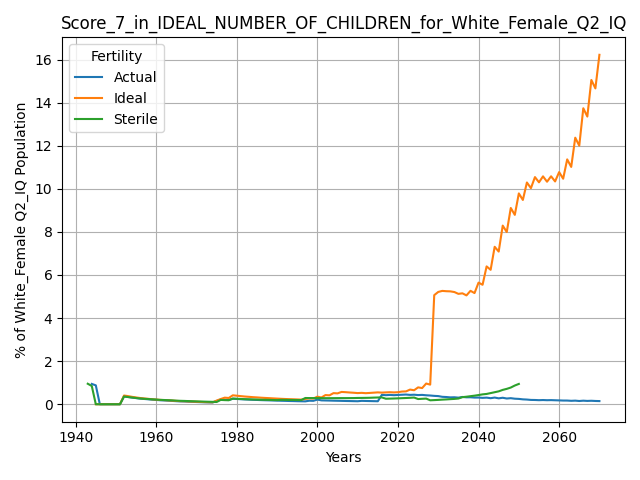 Score_7_in_IDEAL_NUMBER_OF_CHILDREN_for_White_Female_Q2_IQ
Fertility
Actual
Ideal
Sterile
% of White_Female Q2_IQ Population
16
14
12
10
8
6
4
2
0
1940 1960 1980 2000 2020 2040 2060
Years